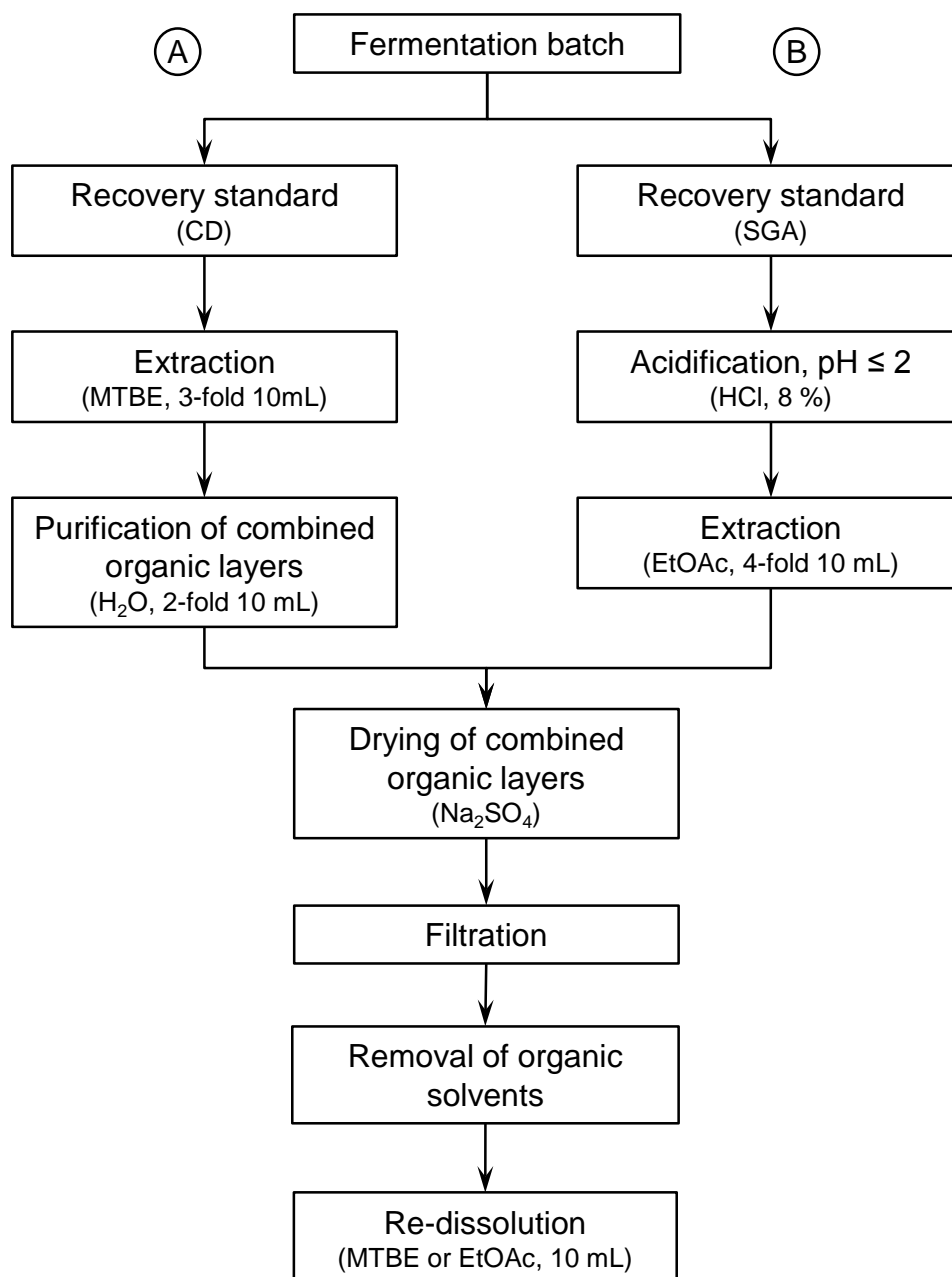 A
Fermentation batch
B
Recovery standard
(CD)
Recovery standard
(SGA)
Extraction
(MTBE, 3-fold 10mL)
Acidification, pH ≤ 2
(HCl, 8 %)
Purification of combined
organic layers
(H₂O, 2-fold 10 mL)
Extraction
(EtOAc, 4-fold 10 mL)
Drying of combined
organic layers
(Na₂SO₄)
Filtration
Removal of organic
solvents
Re-dissolution
(MTBE or EtOAc, 10 mL)